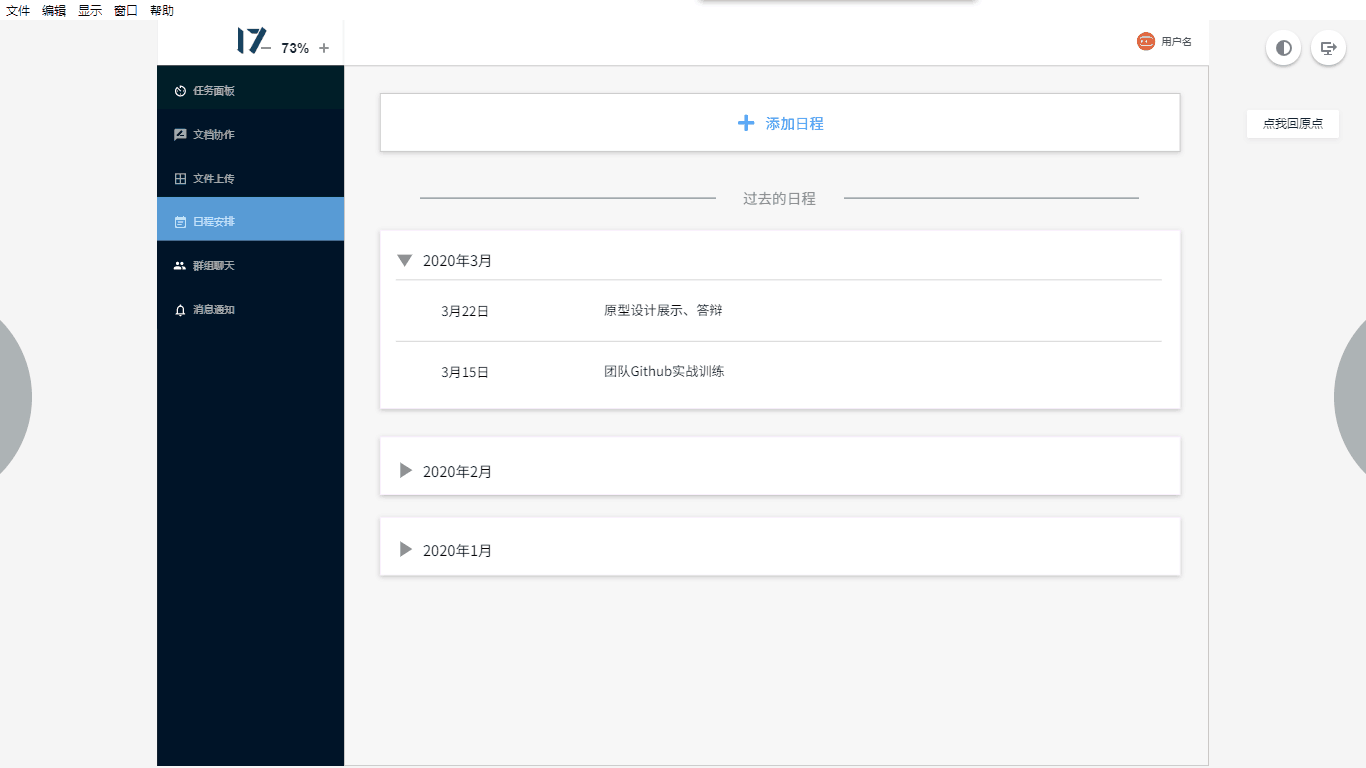 文件 编辑 显示 窗口 帮助
17
73%
用户名
点我回原点
任务面板
文档协作
文件上传
日程安排
群组聊天
消息通知
添加日程
过去的日程
2020年3月
3月22日 原型设计展示、答辩
3月15日 团队Github实战训练
2020年2月
2020年1月